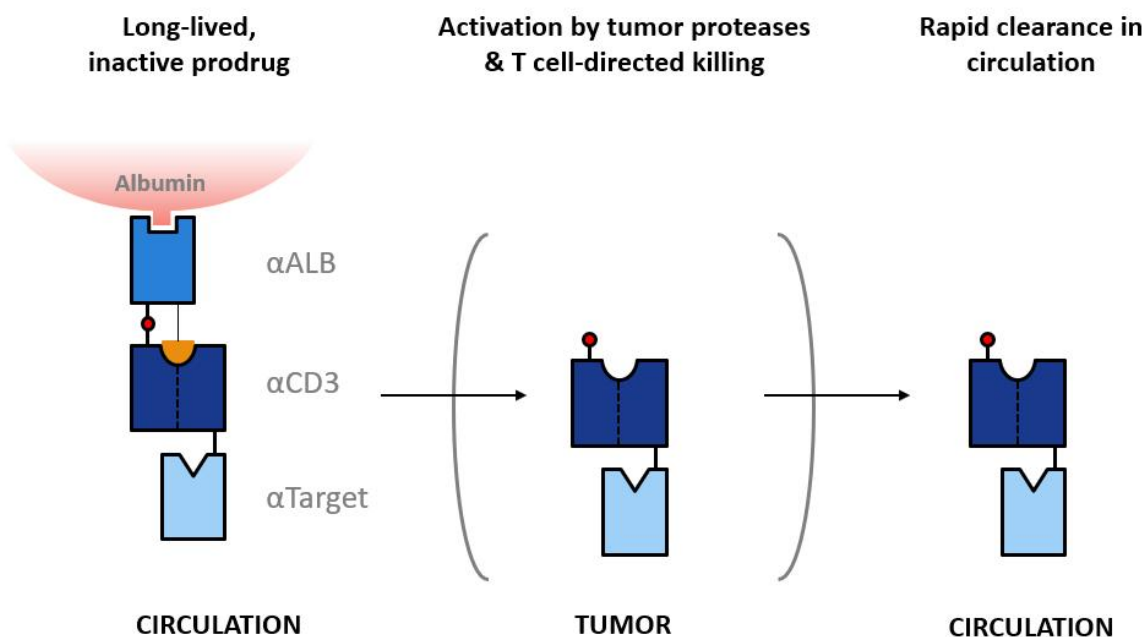 Long-lived,
inactive prodrug
Activation by tumor proteases
& T cell-directed killing
Rapid clearance in
circulation
Albumin
αALB
αCD3
αTarget
CIRCULATION
TUMOR
CIRCULATION